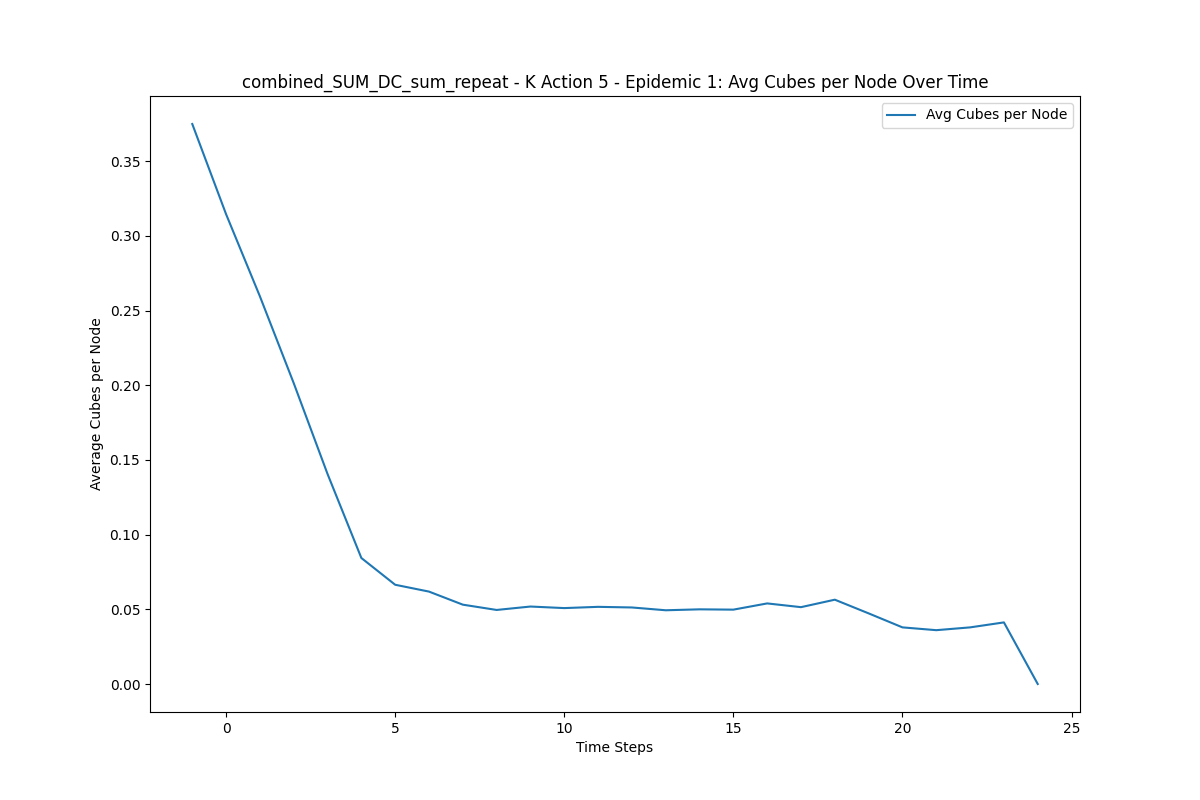 combined_SUM_DC_sum_repeat - K Action 5 - Epidemic 1: Avg Cubes per Node Over Time
Avg Cubes per Node
0.35
0.30
0.25
0.20
0.15
0.10
0.05
0.00
Average Cubes per Node
0 5 10 15 20 25
Time Steps